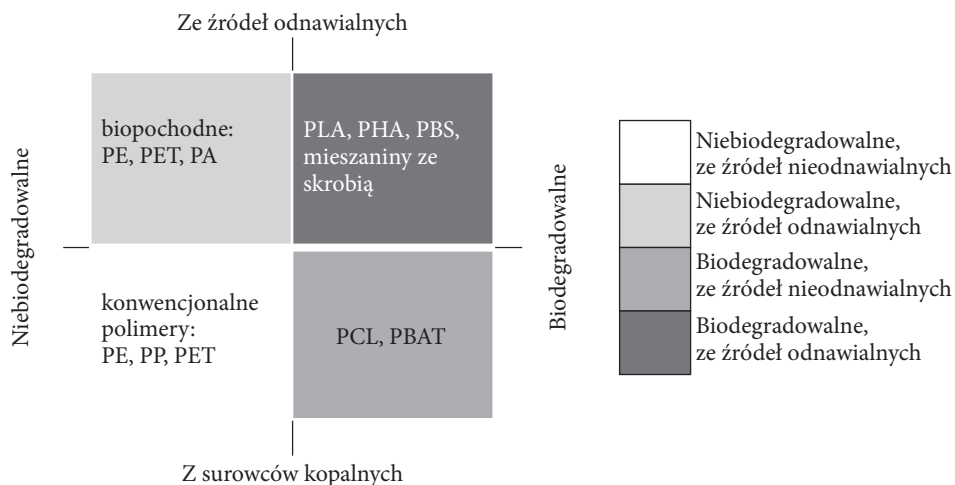 Ze źródeł odnawialnych
biopochodne:
PE, PET, PA
PLA, PHA, PBS,
mieszaniny ze
skrobią
Niebiodegradowalne
Biodegradowalne
konwencjonalne
polimery:
PE, PP, PET
PCL, PBAT
Z surowców kopalnych
Niebiodegradowalne,
ze źródeł nieodnawialnych
Niebiodegradowalne,
ze źródeł odnawialnych
Biodegradowalne,
ze źródeł nieodnawialnych
Biodegradowalne,
ze źródeł odnawialnych